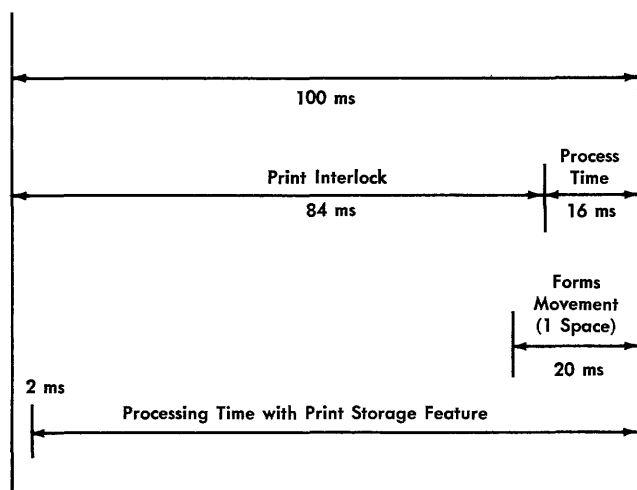 100 ms
Print Interlock
84 ms
Process
Time
16 ms
Forms
Movement
(1 Space)
20 ms
2 ms
Processing Time with Print Storage Feature